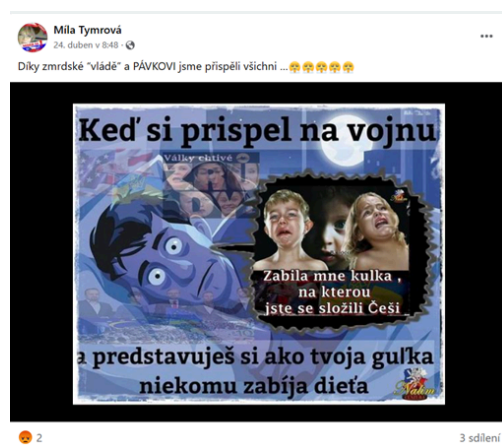 Míla Tymrová
24. duben v 8:48 ·
Díky zmrdské "vládě" a PÁVKOVI jsme přispěli všichni ...
Keď si prispel na vojnu
Války chtivé
Zabila mne kulka ,
na kterou
jste se složili Češi
a predstavuješ si ako tvoja guľka
niekomu zabíja dieťa
2
3 sdílení